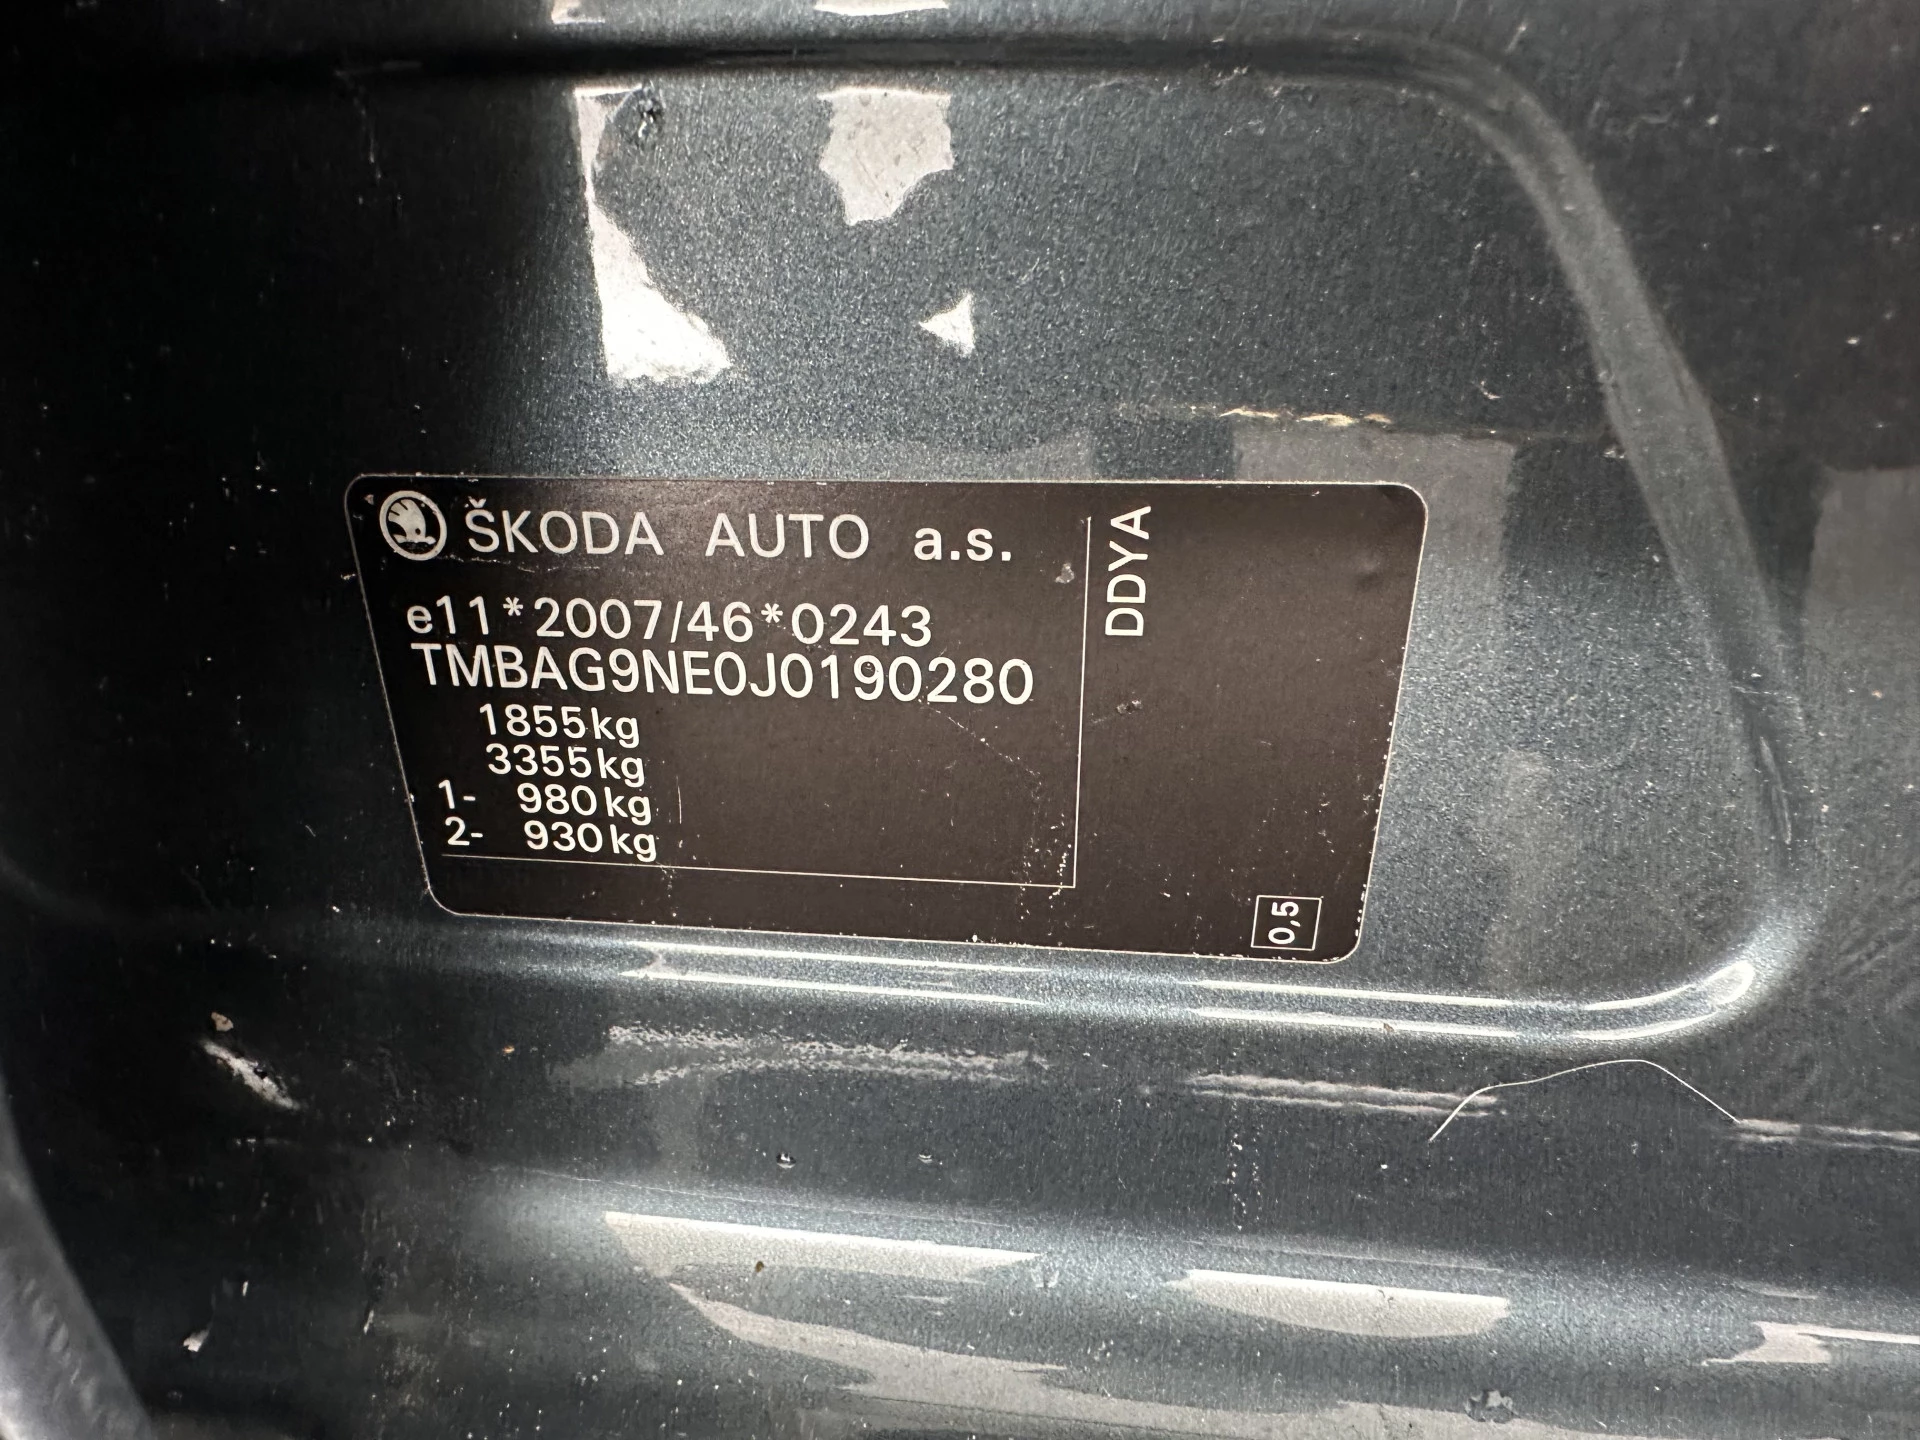 ŠKODA AUTO a.s.
e11*2007/46*0243
TMBAG9NE0J0190280
1855kg
3355kg
1- 980kg
2- 930kg
DDYA
0,5